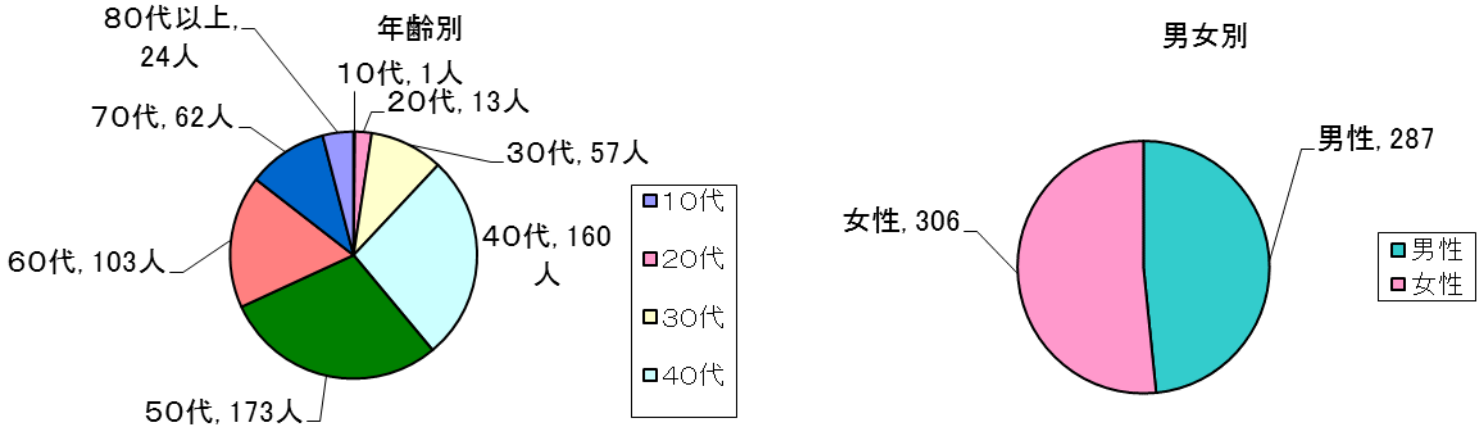 年齢別
80代以上,
24人
10代, 1人
20代, 13人
30代, 57人
40代, 160
人
50代, 173人
60代, 103人
70代, 62人
10代
20代
30代
40代
男女別
男性, 287
女性, 306
男性
女性